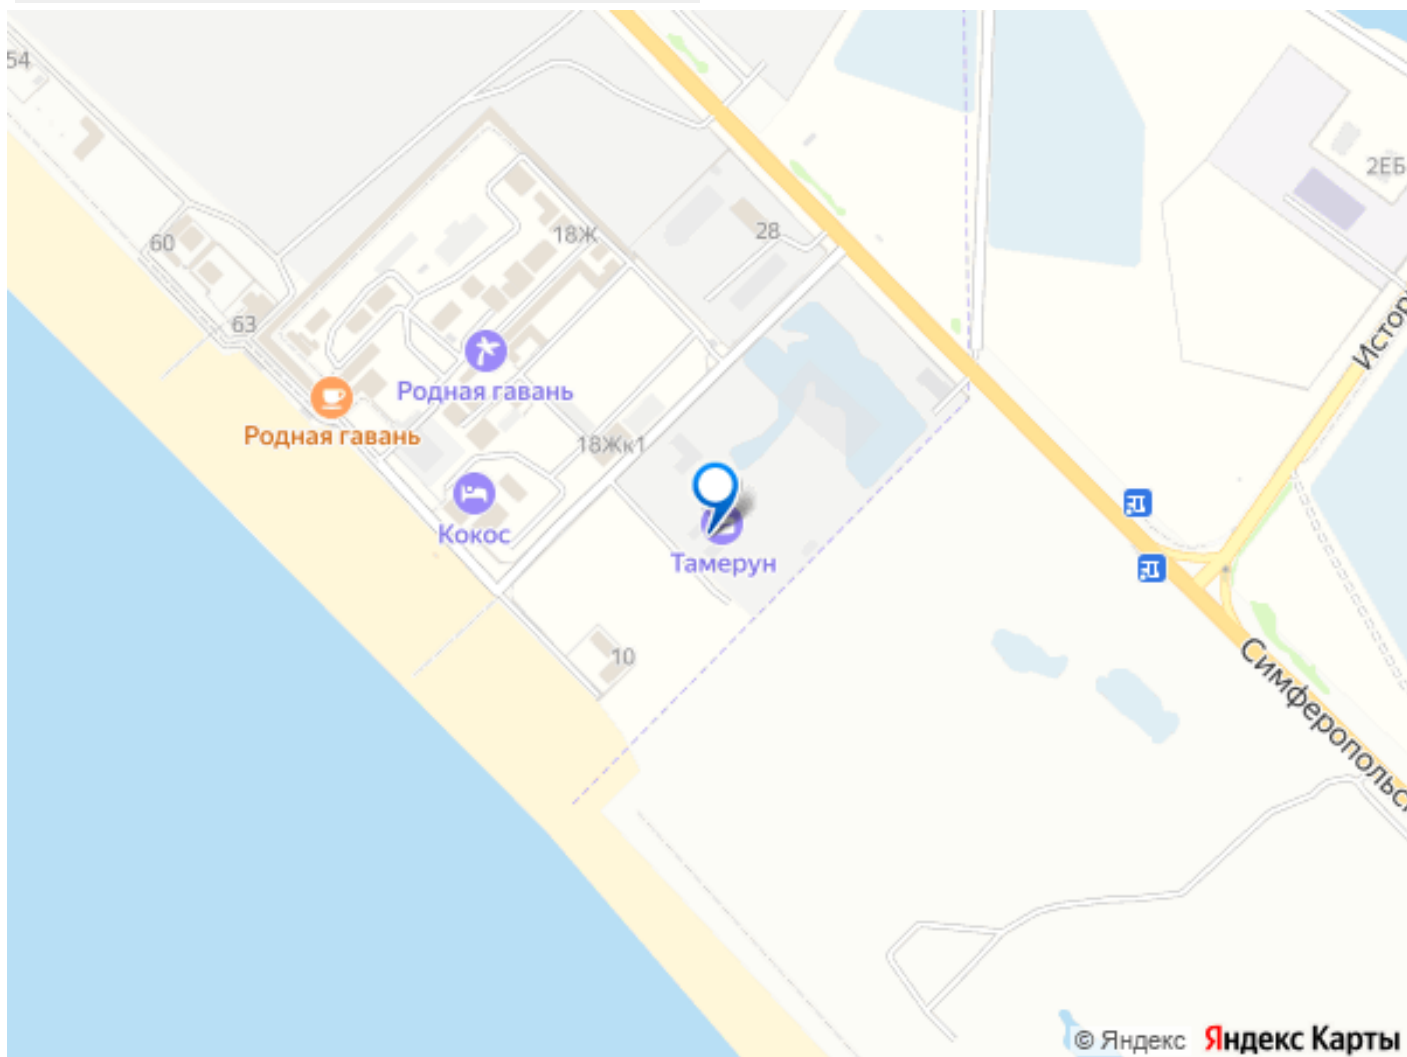 54
2ЕБ
60
18Ж
28
63
Истор
Родная гавань
Родная гавань
18Жк1
Кокос
Тамерун
10
Симферопольс
© Яндекс Яндекс Карты